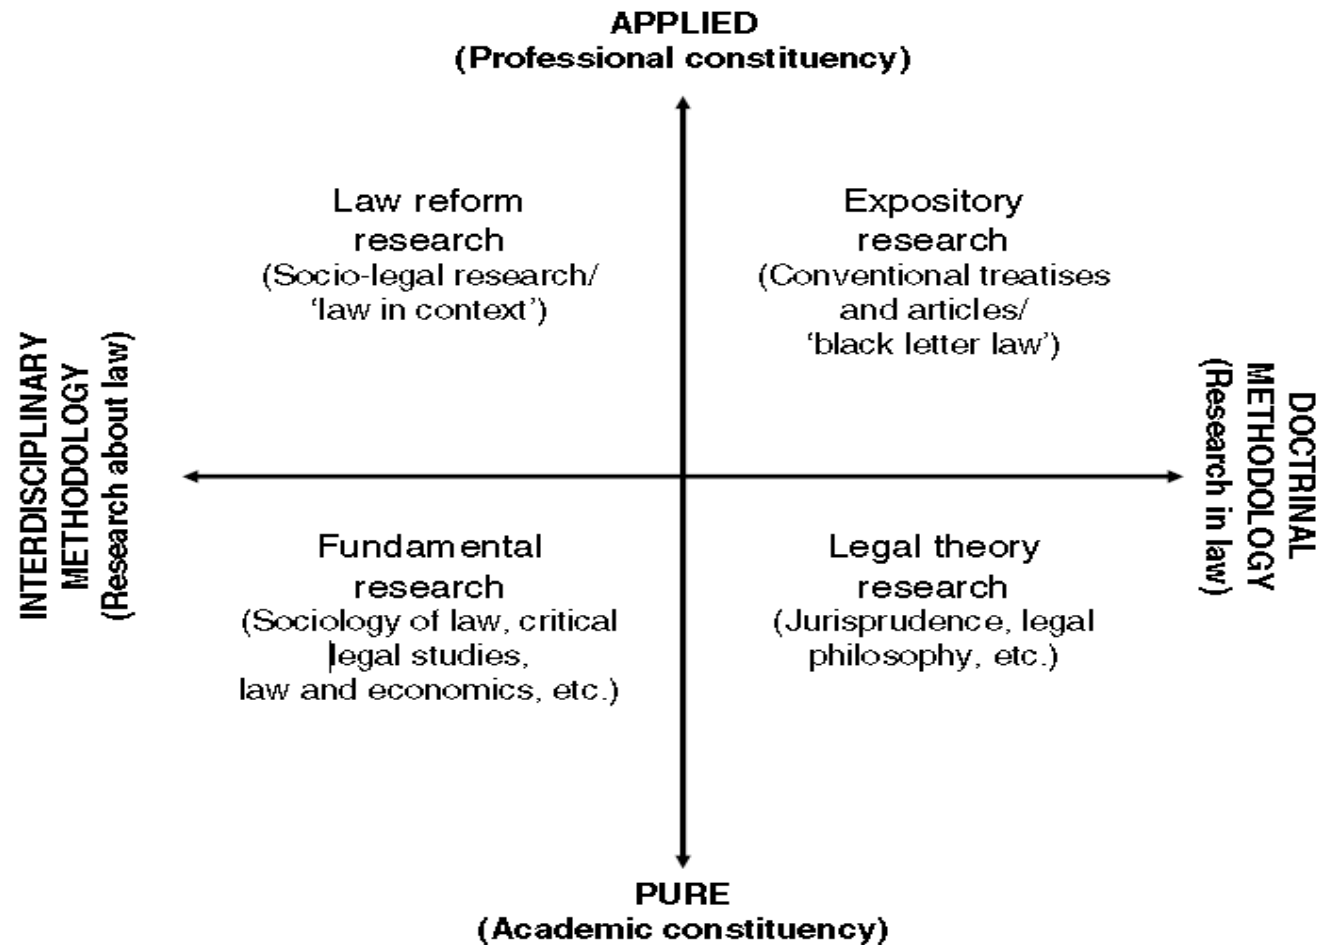 APPLIED
(Professional constituency)
Law reform
research
(Socio-legal research/
‘law in context’)
Expository
research
(Conventional treatises
and articles/
‘black letter law’)
INTERDISCIPLINARY
METHODOLOGY
(Research about law)
DOCTRINAL
METHODOLOGY
(Research in law)
Fundamental
research
(Sociology of law, critical
legal studies,
law and economics, etc.)
Legal theory
research
(Jurisprudence, legal
philosophy, etc.)
PURE
(Academic constituency)